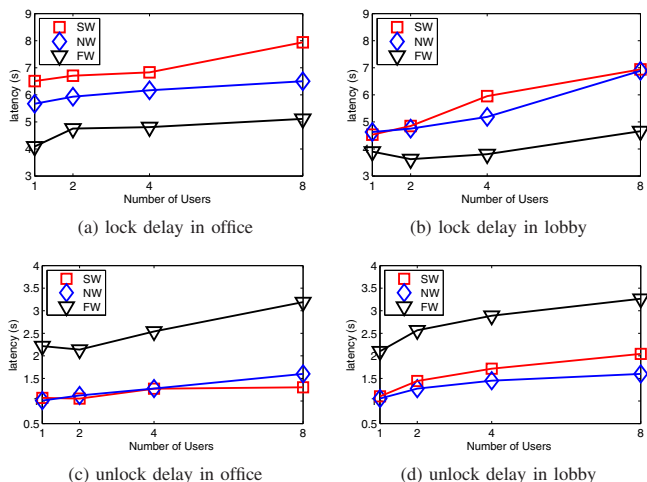 9
8
7
6
5
4
3
latency (s)
SW
NW
FW
1 2 4 8
Number of Users
(a) lock delay in office
9
8
7
6
5
4
3
latency (s)
SW
NW
FW
1 2 4 8
Number of Users
(b) lock delay in lobby
4
3.5
3
2.5
2
1.5
1
0.5
latency (s)
SW
NW
FW
1 2 4 8
Number of Users
(c) unlock delay in office
4
3.5
3
2.5
2
1.5
1
0.5
latency (s)
SW
NW
FW
1 2 4 8
Number of Users
(d) unlock delay in lobby